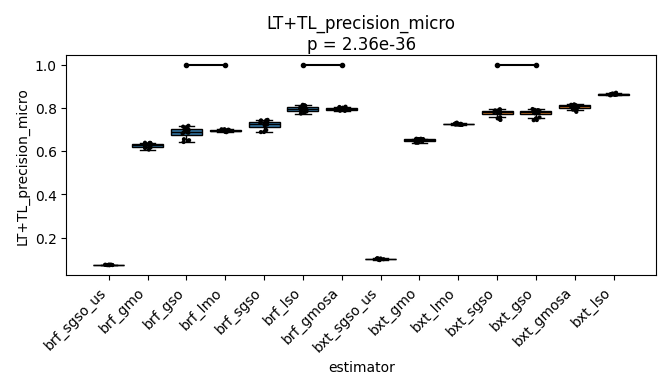 LT+TL_precision_micro
p = 2.36e-36
LT+TL_precision_micro
1.0
0.8
0.6
0.4
0.2
brf_sgso_us
brf_gmo
brf_gso
brf_lmo
brf_sgso
brf_lso
brf_gmosa
bxt_sgso_us
bxt_gmo
bxt_lmo
bxt_sgso
bxt_gso
bxt_gmosa
bxt_lso
estimator